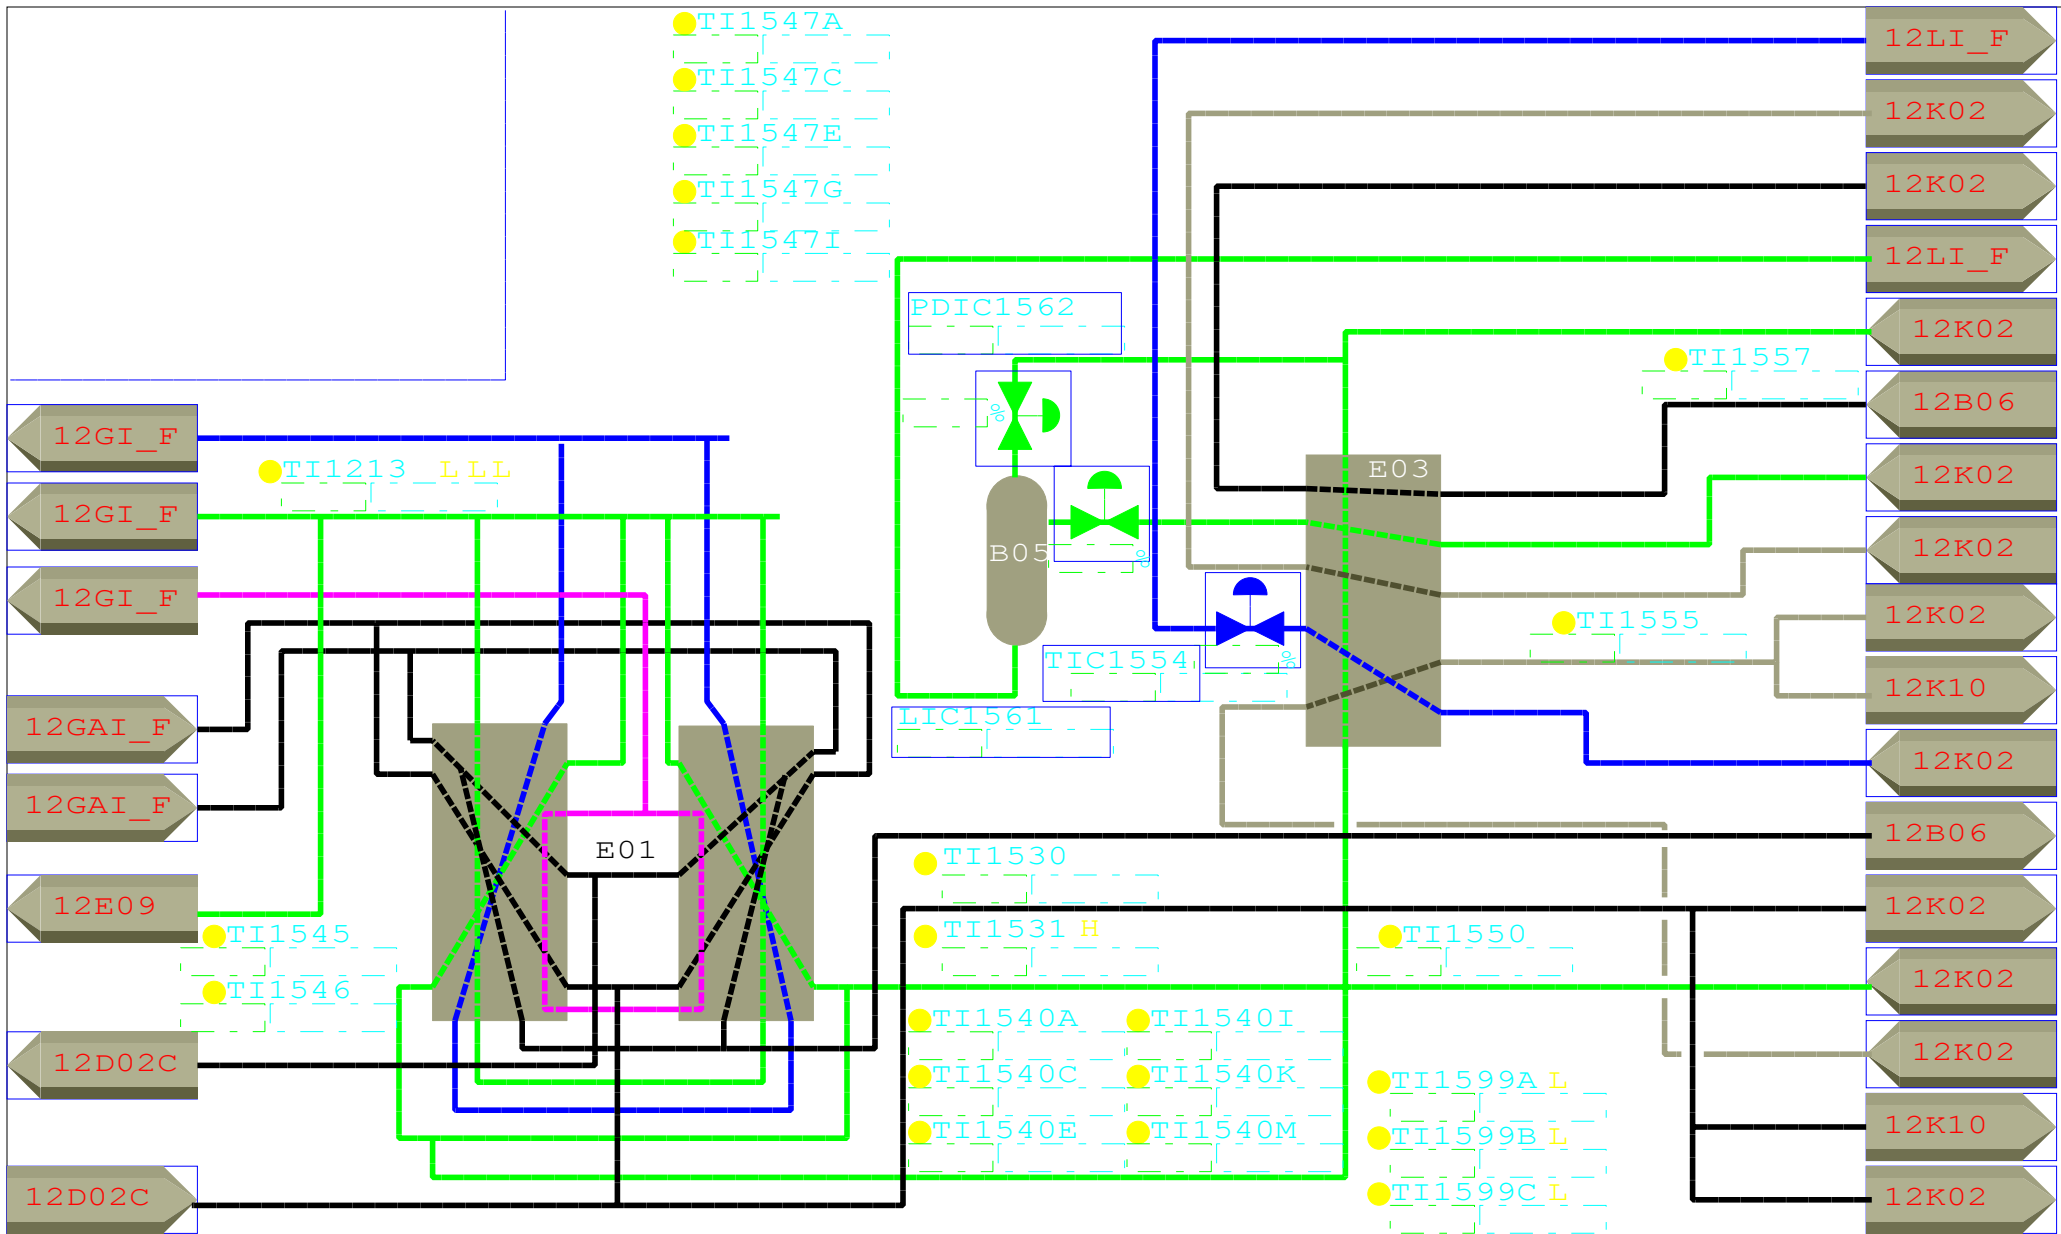 TI1547A
12LI_F
TI1547C
12K02
TI1547E
TI1547G
12K02
TI1547I
12LI_F
PDIC1562
12K02
TI1557
%
12B06
12GI_F
TI1213 L LL
E03
12K02
12GI_F
B05
%
12K02
12GI_F
TI1555
12K02
TIC1554
%
12K10
12GAI_F
LIC1561
12K02
12GAI_F
E01
TI1530
12B06
12E09
TI1531 H
12K02
TI1545
TI1550
TI1546
12K02
TI1540A
TI1540I
12D02C
12K02
TI1540C
TI1540K
TI1599A L
TI1540E
TI1540M
TI1599B L
12K10
12D02C
TI1599C L
12K02